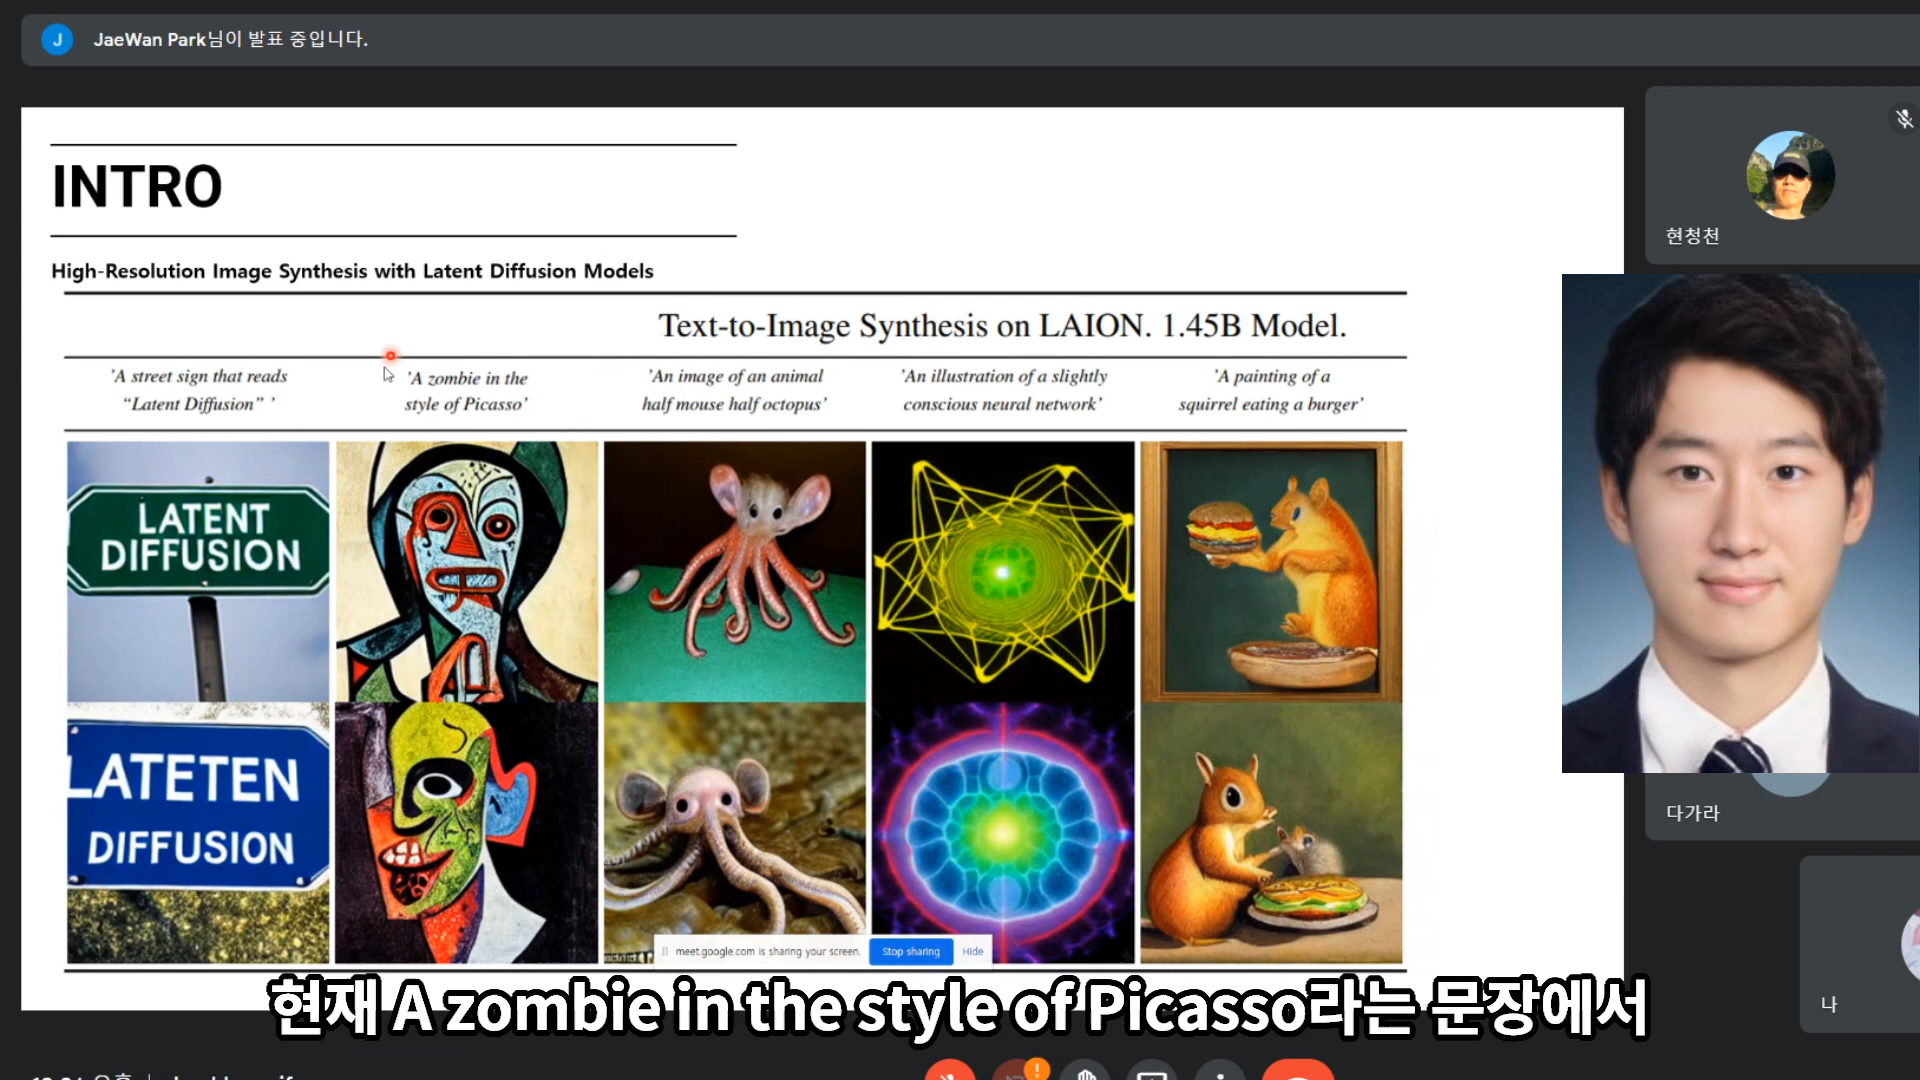 J JaeWan Park님이 발표 중입니다.
INTRO
High-Resolution Image Synthesis with Latent Diffusion Models
Text-to-Image Synthesis on LAION. 1.45B Model.
'A street sign that reads
“Latent Diffusion” '
'A zombie in the
style of Picasso'
'An image of an animal
half mouse half octopus'
'An illustration of a slightly
conscious neural network'
'A painting of a
squirrel eating a burger'
LATENT
DIFFUSION
LATETEN
DIFFUSION
meet.google.com is sharing your screen.
Stop sharing
Hide
현청천
다가라
나
현재 A zombie in the style of Picasso라는 문장에서